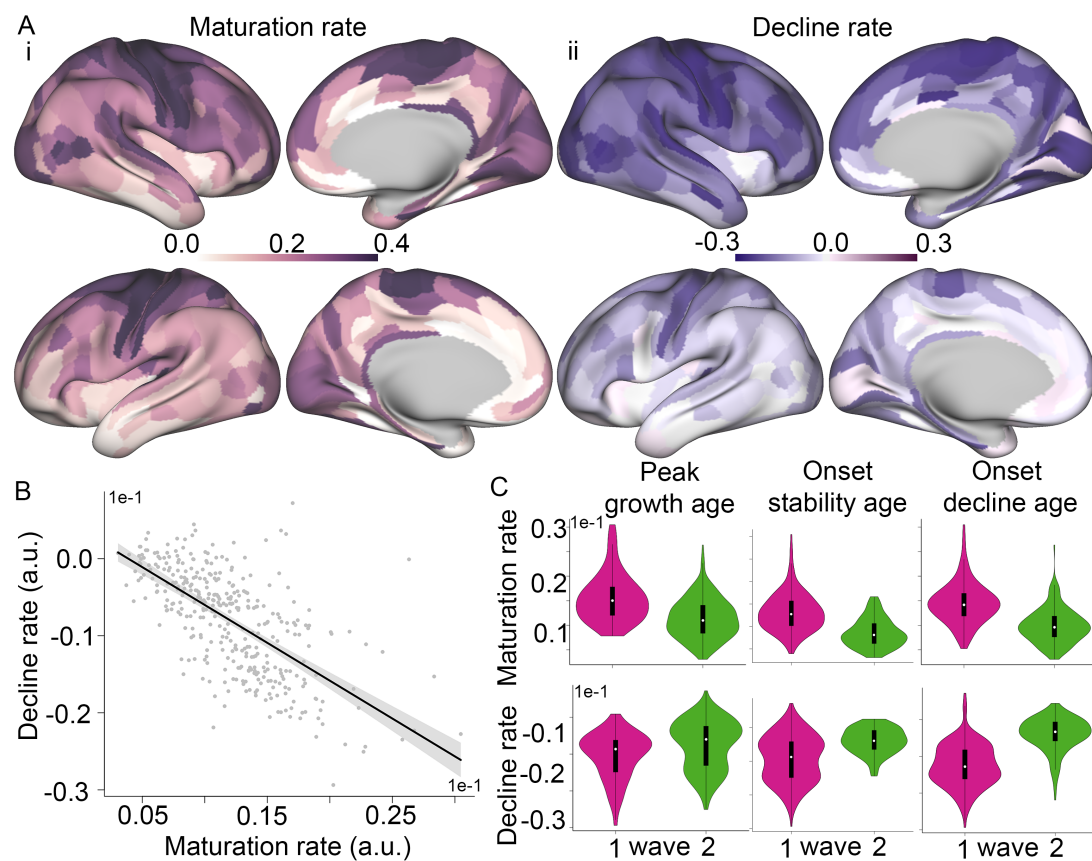 A
Maturation rate
Decline rate
i
ii
0.0 0.2 0.4
-0.3 0.0 0.3
B
1e-1
Decline rate (a.u.)
0.0
-0.1
-0.2
-0.3
1e-1
0.05 0.15 0.25
Maturation rate (a.u.)
C
Peak
growth age
Onset
stability age
Onset
decline age
1e-1
Maturation rate
0.3
0.2
0.1
1e-1
Decline rate
-0.1
-0.2
-0.3
1 wave 2
1 wave 2
1 wave 2